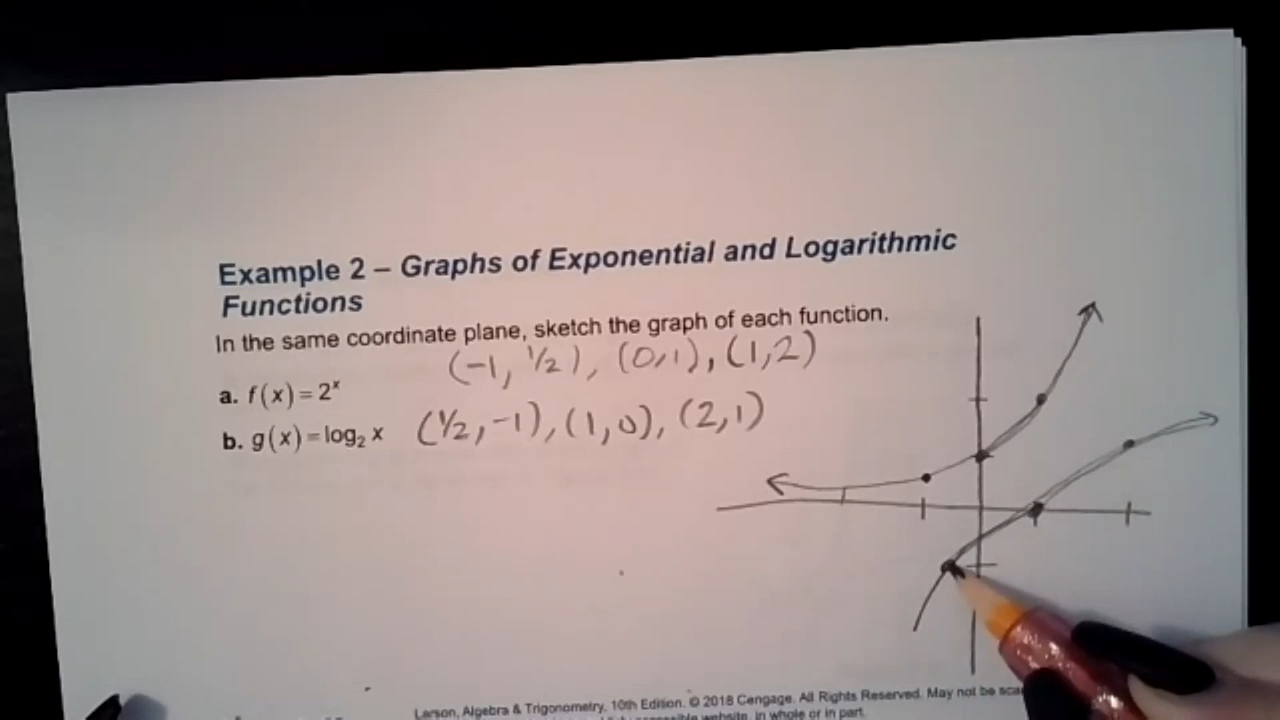 Example 2 – Graphs of Exponential and Logarithmic
Functions
In the same coordinate plane, sketch the graph of each function.
(-1, 1/2), (0,1), (1,2)
a. f(x) = 2ˣ
b. g(x) = log₂ x (1/2, -1), (1,0), (2,1)
Larson, Algebra & Trigonometry, 10th Edition. © 2018 Cengage. All Rights Reserved. May not be
website, in whole or in part.